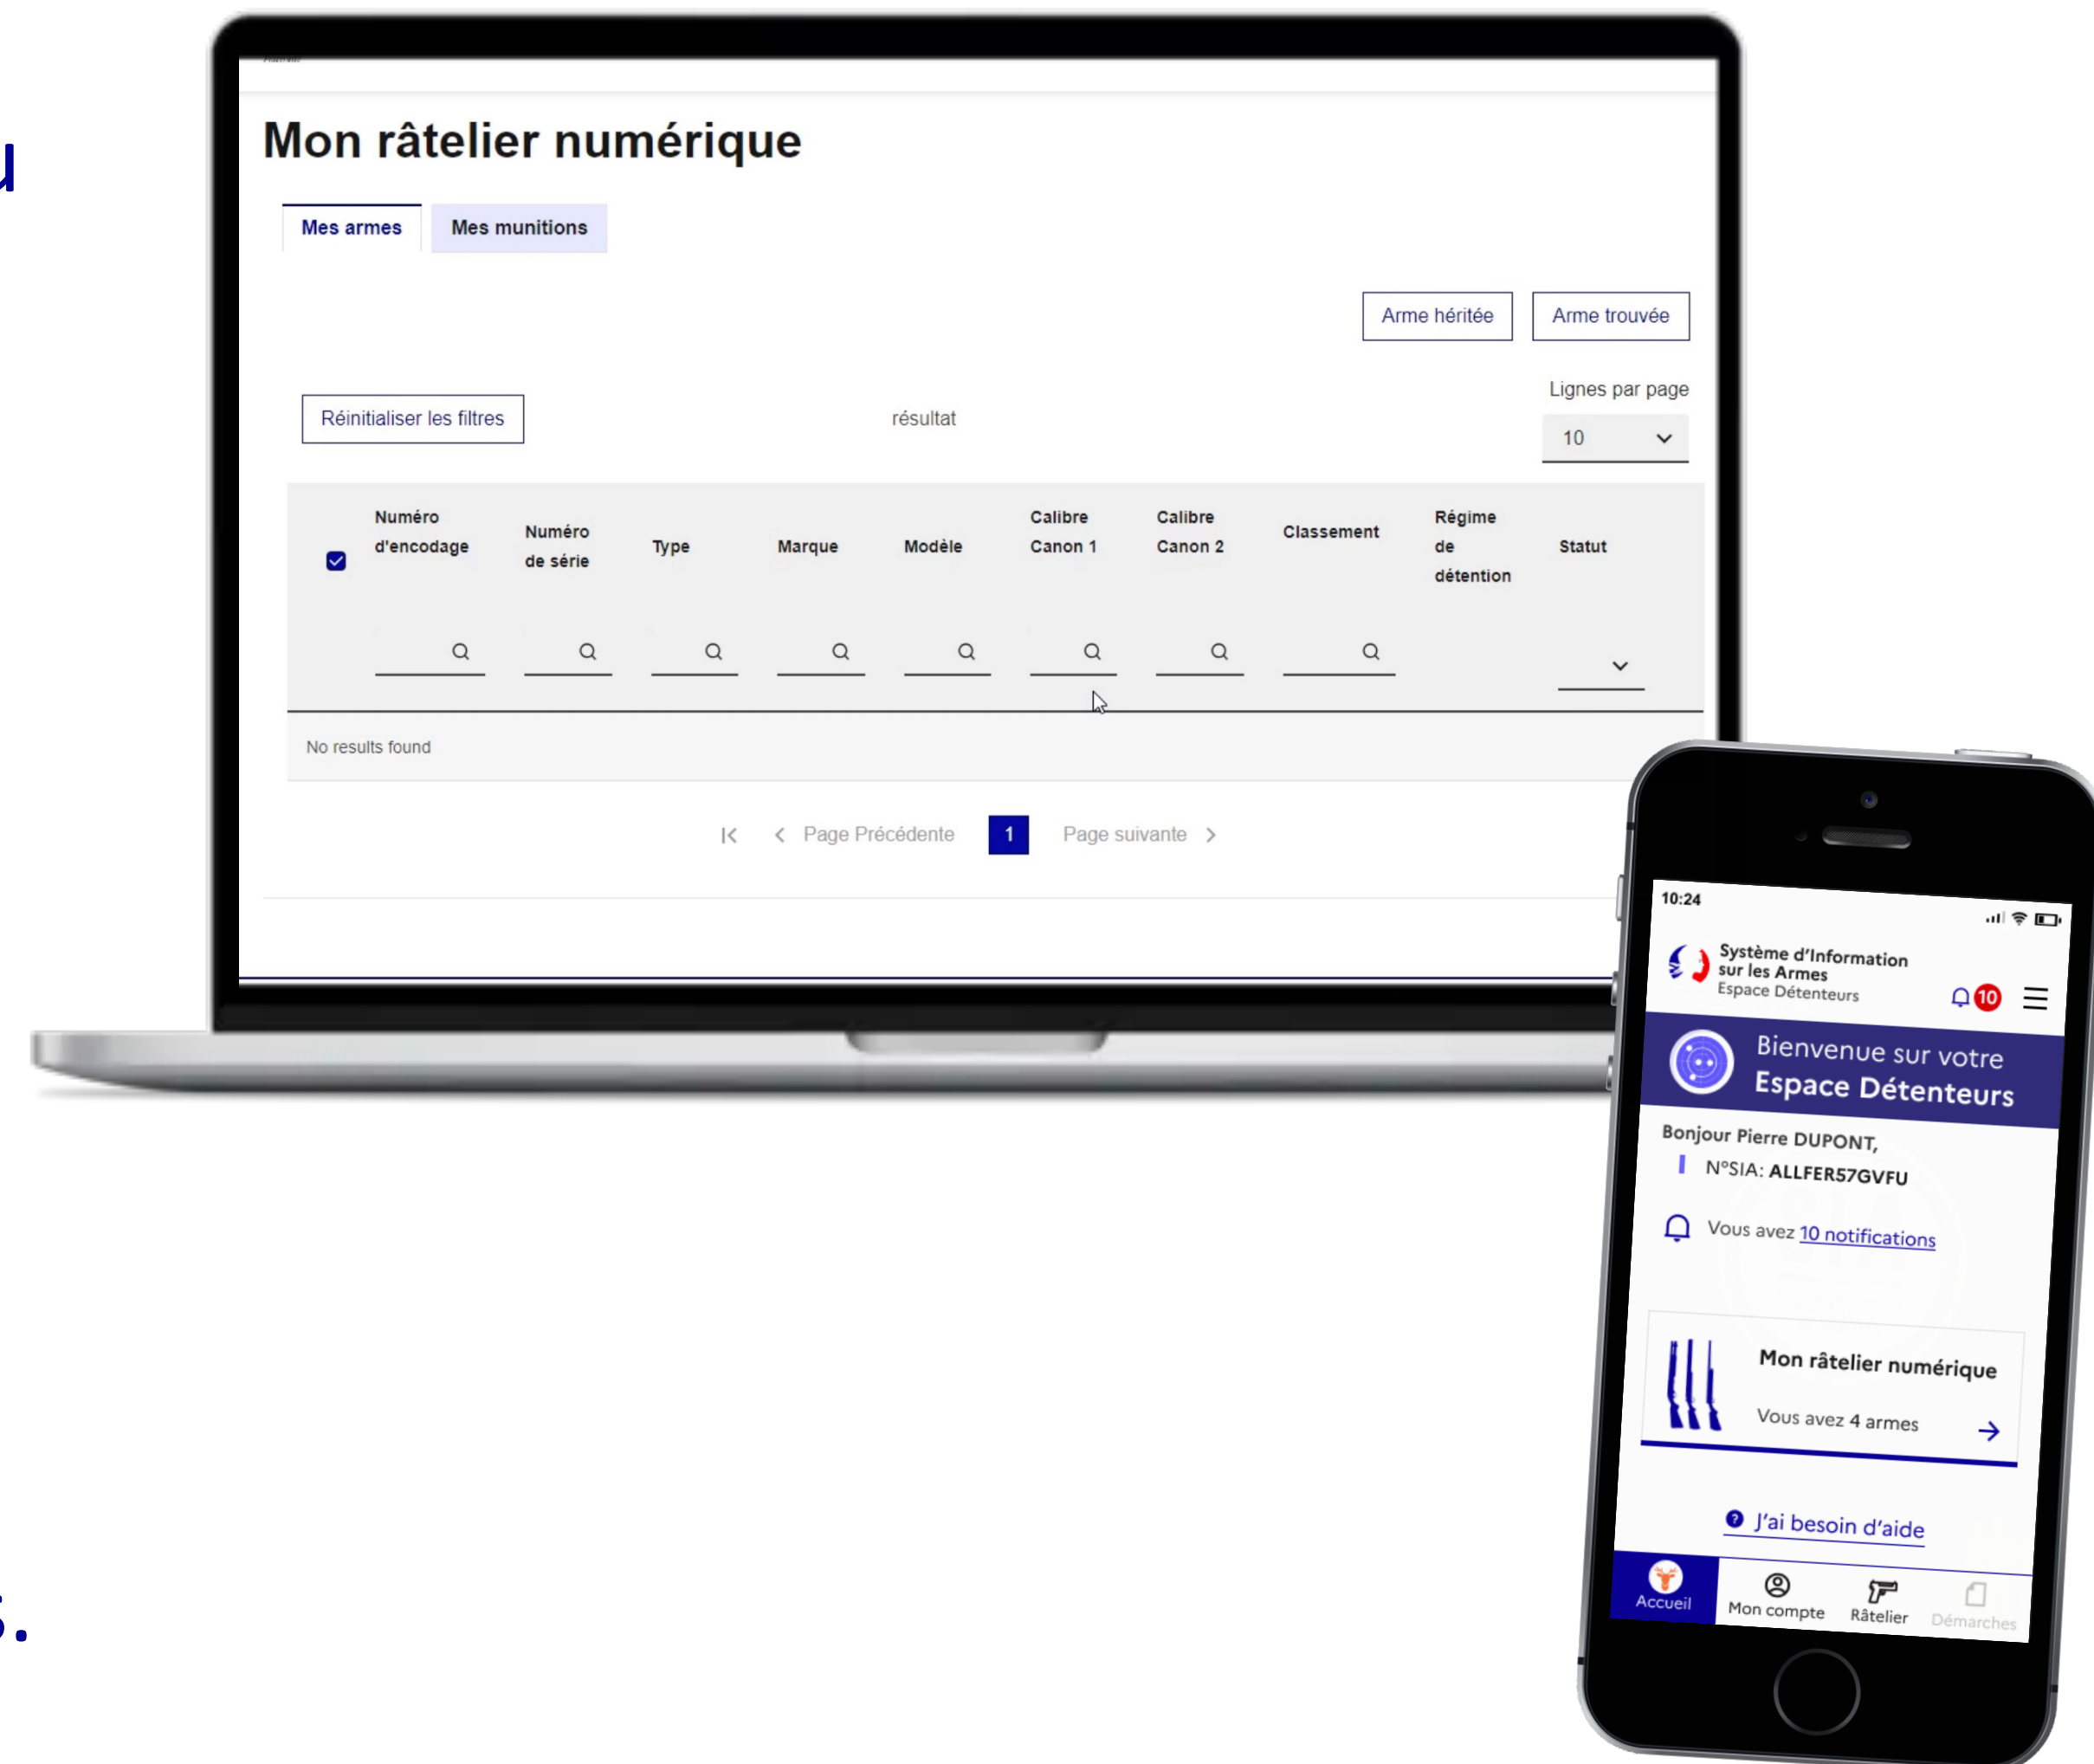 Mon râtelier numérique
Mes armes
Mes munitions
Arme héritée
Arme trouvée
Lignes par page
Réinitialiser les filtres
résultat
10
Numéro d'encodage
Numéro de série
Type
Marque
Modèle
Calibre Canon 1
Calibre Canon 2
Classement
Régime de détention
Statut
No results found
Page Précédente
1
Page suivante
10:24
Système d'Information
sur les Armes
Espace Détenteurs
10
Bienvenue sur votre
Espace Détenteurs
Bonjour Pierre DUPONT,
N°SIA: ALLFER57GVFU
Vous avez 10 notifications
Mon râtelier numérique
Vous avez 4 armes
J'ai besoin d'aide
Accueil
Mon compte
Râtelier
Démarches